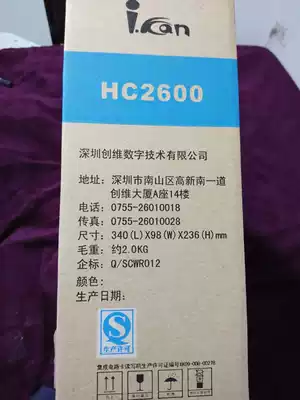 i.Can
HC2600
深圳创维数字技术有限公司
地址: 深圳市南山区高新南一道
创维大厦A座14楼
电话: 0755-26010018
传真: 0755-26010028
尺寸: 340(L)X98(W)X236(H)mm
毛重: 约2.0KG
企标: Q/SCWR012
颜色:
生产日期:
生产许可